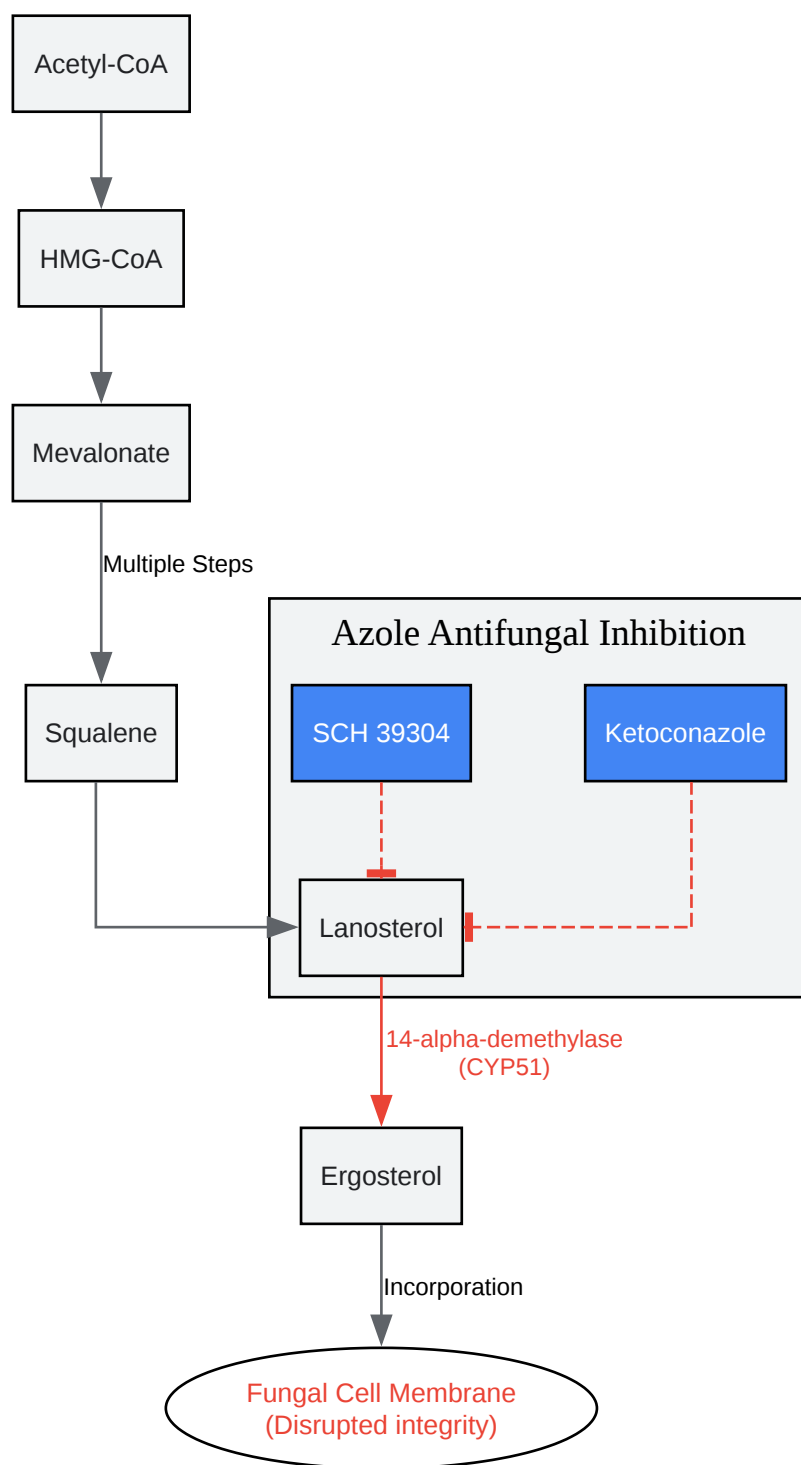 Acetyl-CoA
HMG-CoA
Mevalonate
Multiple Steps
Azole Antifungal Inhibition
Squalene
SCH 39304
Ketoconazole
Lanosterol
14-alpha-demethylase
(CYP51)
Ergosterol
Incorporation
Fungal Cell Membrane
(Disrupted integrity)